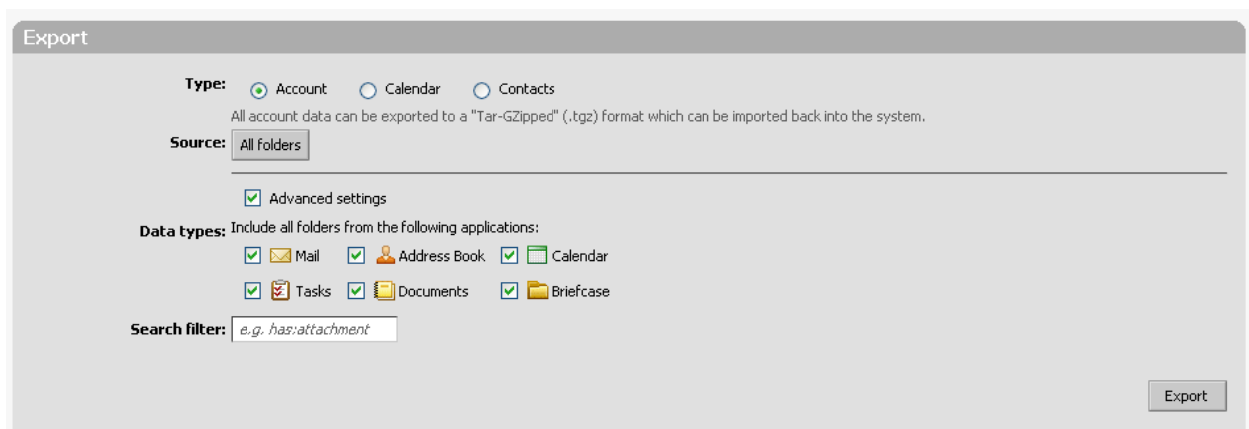 Export
Type: Account Calendar Contacts
All account data can be exported to a "Tar-GZipped" (.tgz) format which can be imported back into the system.
Source: All folders
Advanced settings
Data types: Include all folders from the following applications:
Mail Address Book Calendar
Tasks Documents Briefcase
Search filter: e.g. has:attachment
Export